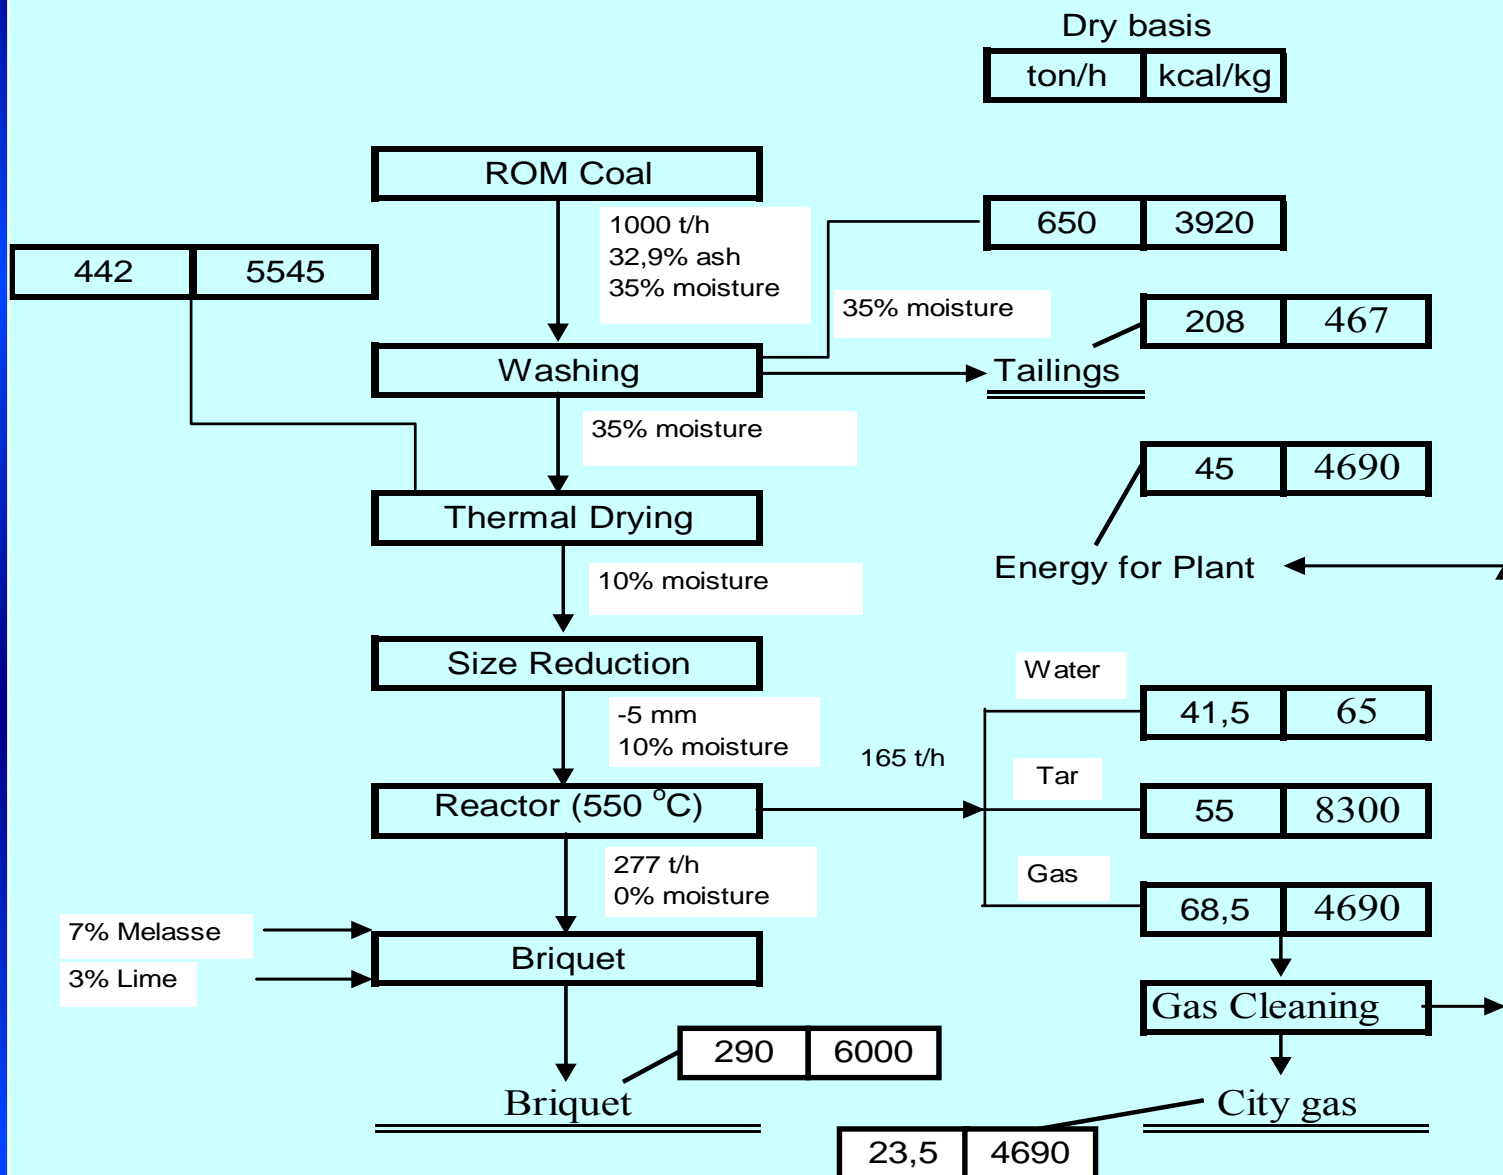 Dry basis
ton/h kcal/kg
ROM Coal
1000 t/h
32,9% ash
35% moisture
650 3920
442 5545
35% moisture
208 467
Washing
Tailings
35% moisture
45 4690
Thermal Drying
Energy for Plant
10% moisture
Size Reduction
Water
41,5 65
-5 mm
10% moisture
165 t/h
Tar
55 8300
Reactor (550 °C)
277 t/h
0% moisture
Gas
68,5 4690
7% Melasse
Briquet
3% Lime
Gas Cleaning
290 6000
Briquet
City gas
23,5 4690